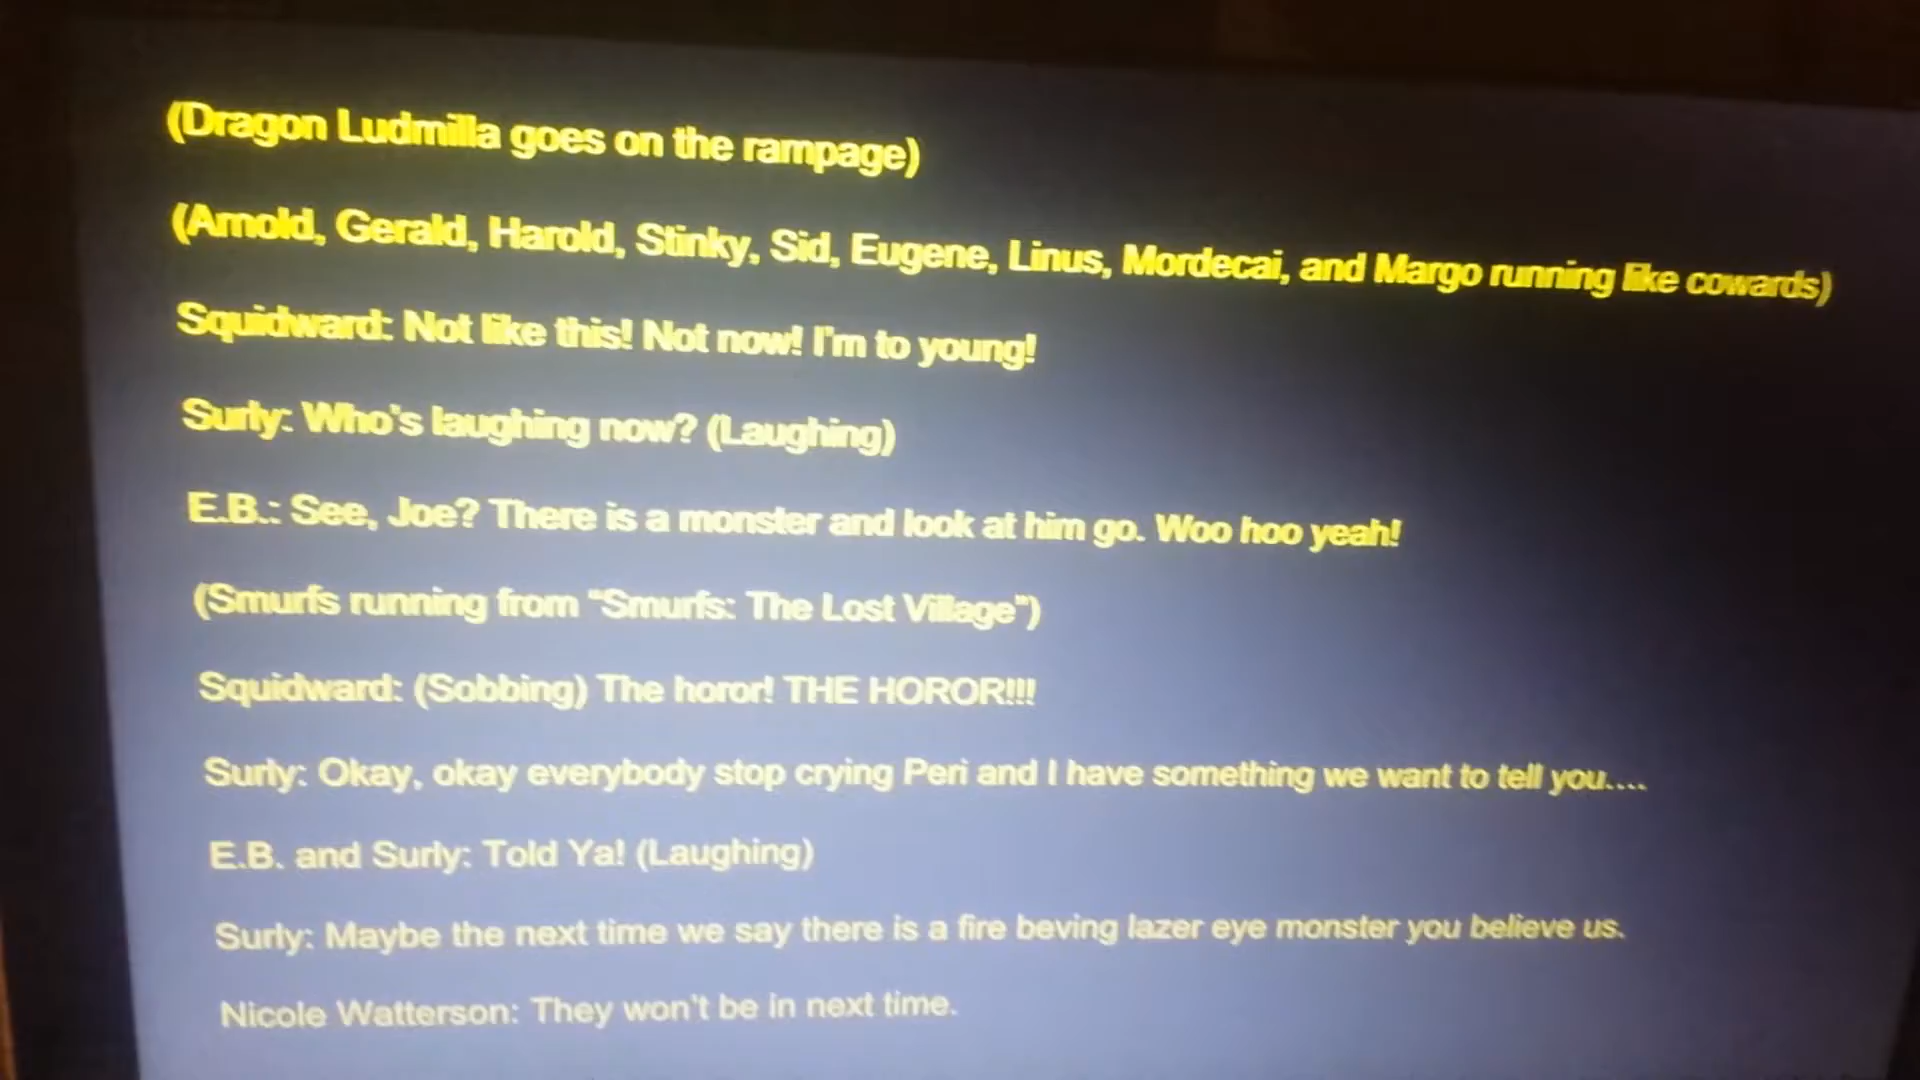 (Dragon Ludmilla goes on the rampage)
(Arnold, Gerald, Harold, Stinky, Sid, Eugene, Linus, Mordecai, and Margo running like cowards)
Squidward: Not like this! Not now! I'm to young!
Surly: Who's laughing now? (Laughing)
E.B.: See, Joe? There is a monster and look at him go. Woo hoo yeah!
(Smurfs running from "Smurfs: The Lost Village")
Squidward: (Sobbing) The horor! THE HOROR!!!
Surly: Okay, okay everybody stop crying Peri and I have something we want to tell you....
E.B. and Surly: Told Ya! (Laughing)
Surly: Maybe the next time we say there is a fire beving lazer eye monster you believe us.
Nicole Watterson: They won't be in next time.